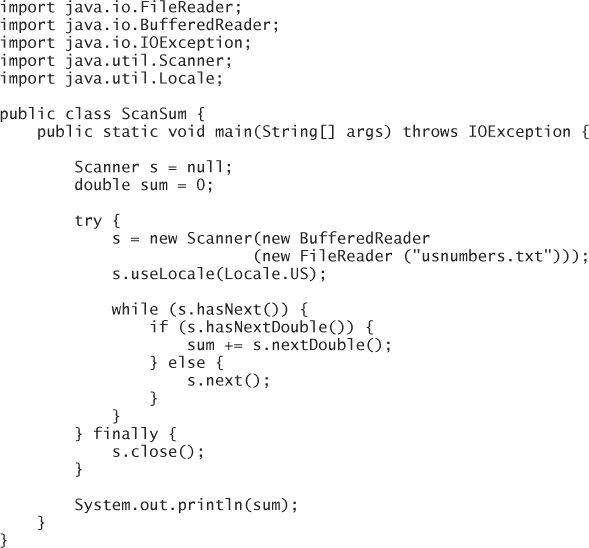 import java.io.FileReader;
import java.io.BufferedReader;
import java.io.IOException;
import java.util.Scanner;
import java.util.Locale;

public class ScanSum {
    public static void main(String[] args) throws IOException {

        Scanner s = null;
        double sum = 0;

        try {
            s = new Scanner(new BufferedReader
                           (new FileReader ("usnumbers.txt")));
            s.useLocale(Locale.US);

            while (s.hasNext()) {
                if (s.hasNextDouble()) {
                    sum += s.nextDouble();
                } else {
                    s.next();
                }
            }
        } finally {
            s.close();
        }

        System.out.println(sum);
    }
}